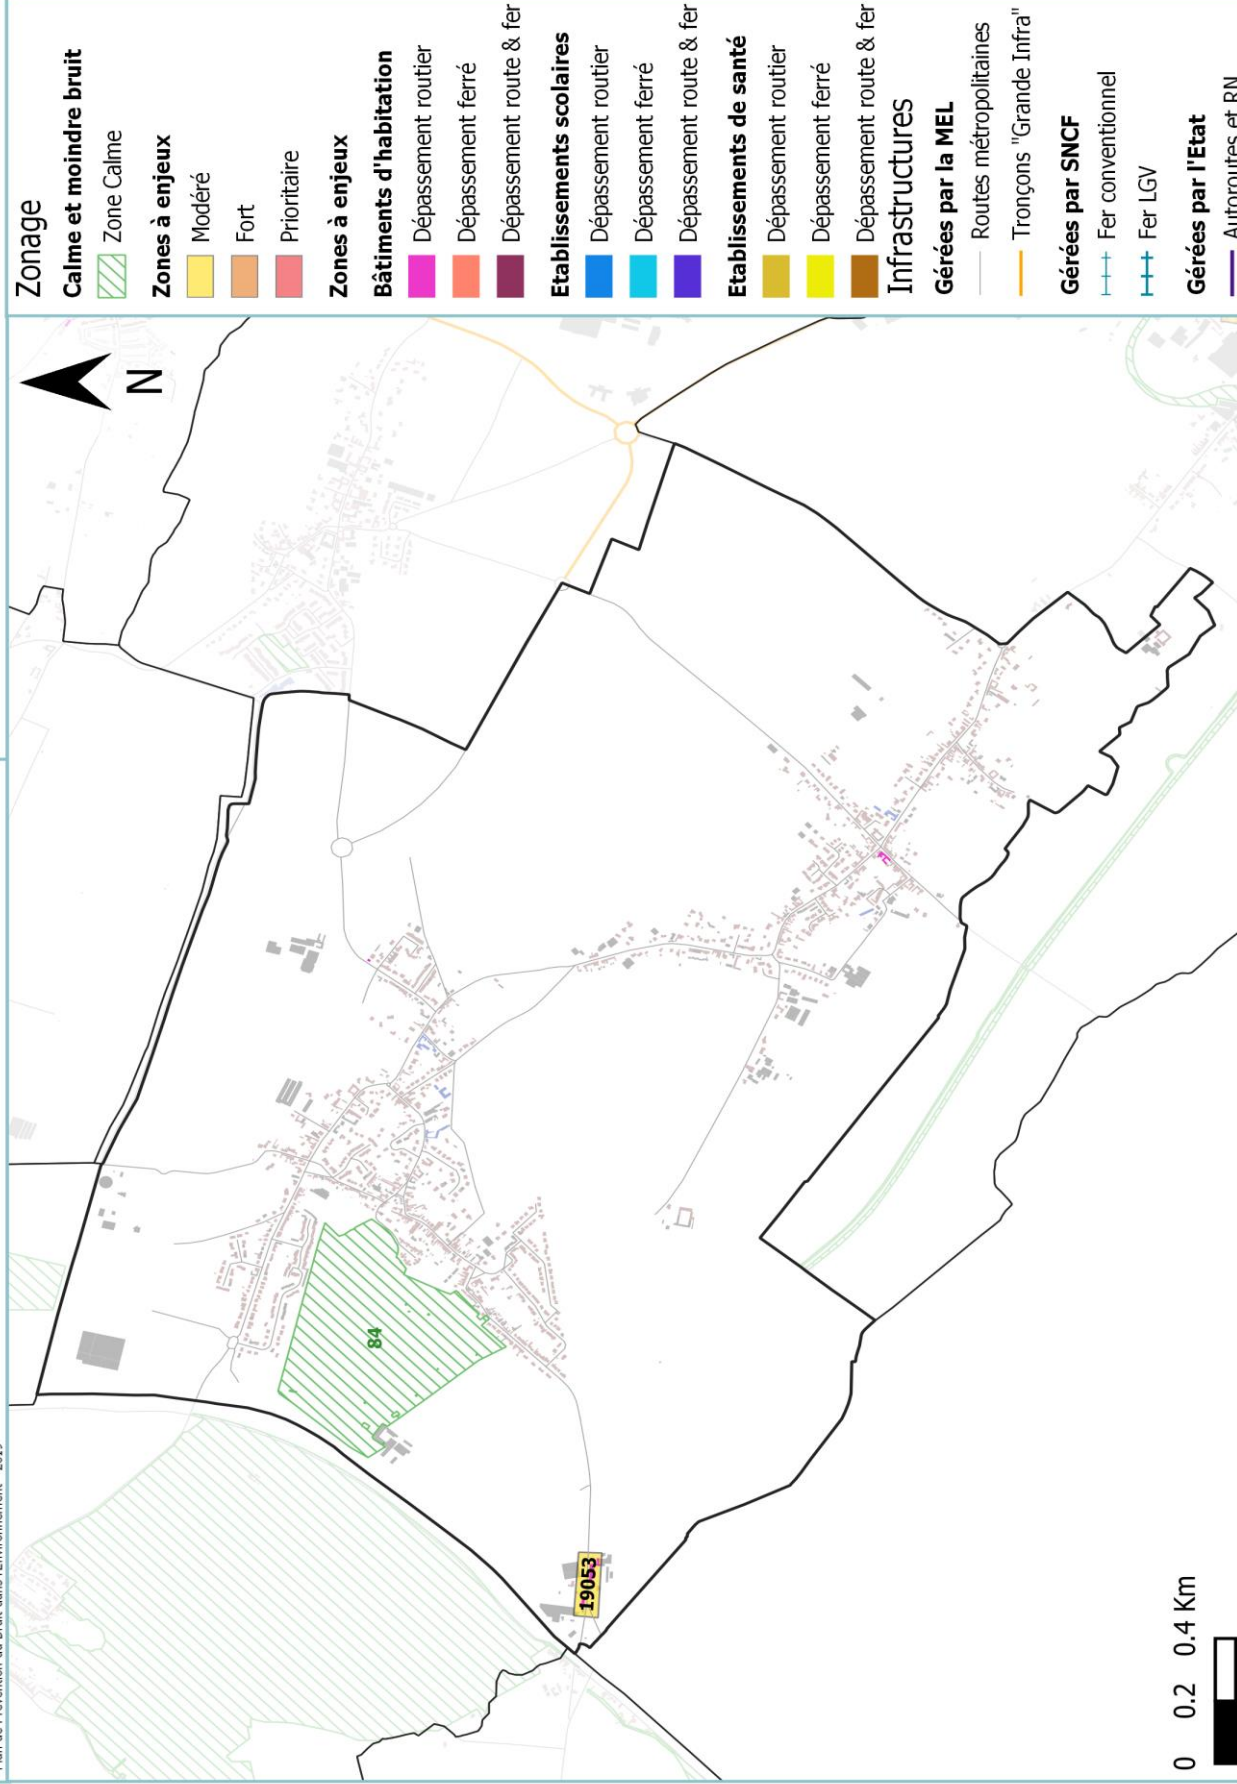 Zonage
Calme et moindre bruit
Zone Calme
Zones à enjeux
Modéré
Fort
Prioritaire
Zones à enjeux
Bâtiments d'habitation
Dépassement routier
Dépassement ferré
Dépassement route & fer
Etablissements scolaires
Dépassement routier
Dépassement ferré
Dépassement route & fer
Etablissements de santé
Dépassement routier
Dépassement ferré
Dépassement route & fer
Infrastructures
Gérées par la MEL
Routes métropolitaines
Tronçons "Grande Infra"
Gérées par SNCF
Fer conventionnel
Fer LGV
Gérées par l'Etat
Autoroutes et RN
N
84
19053
0 0.2 0.4 Km